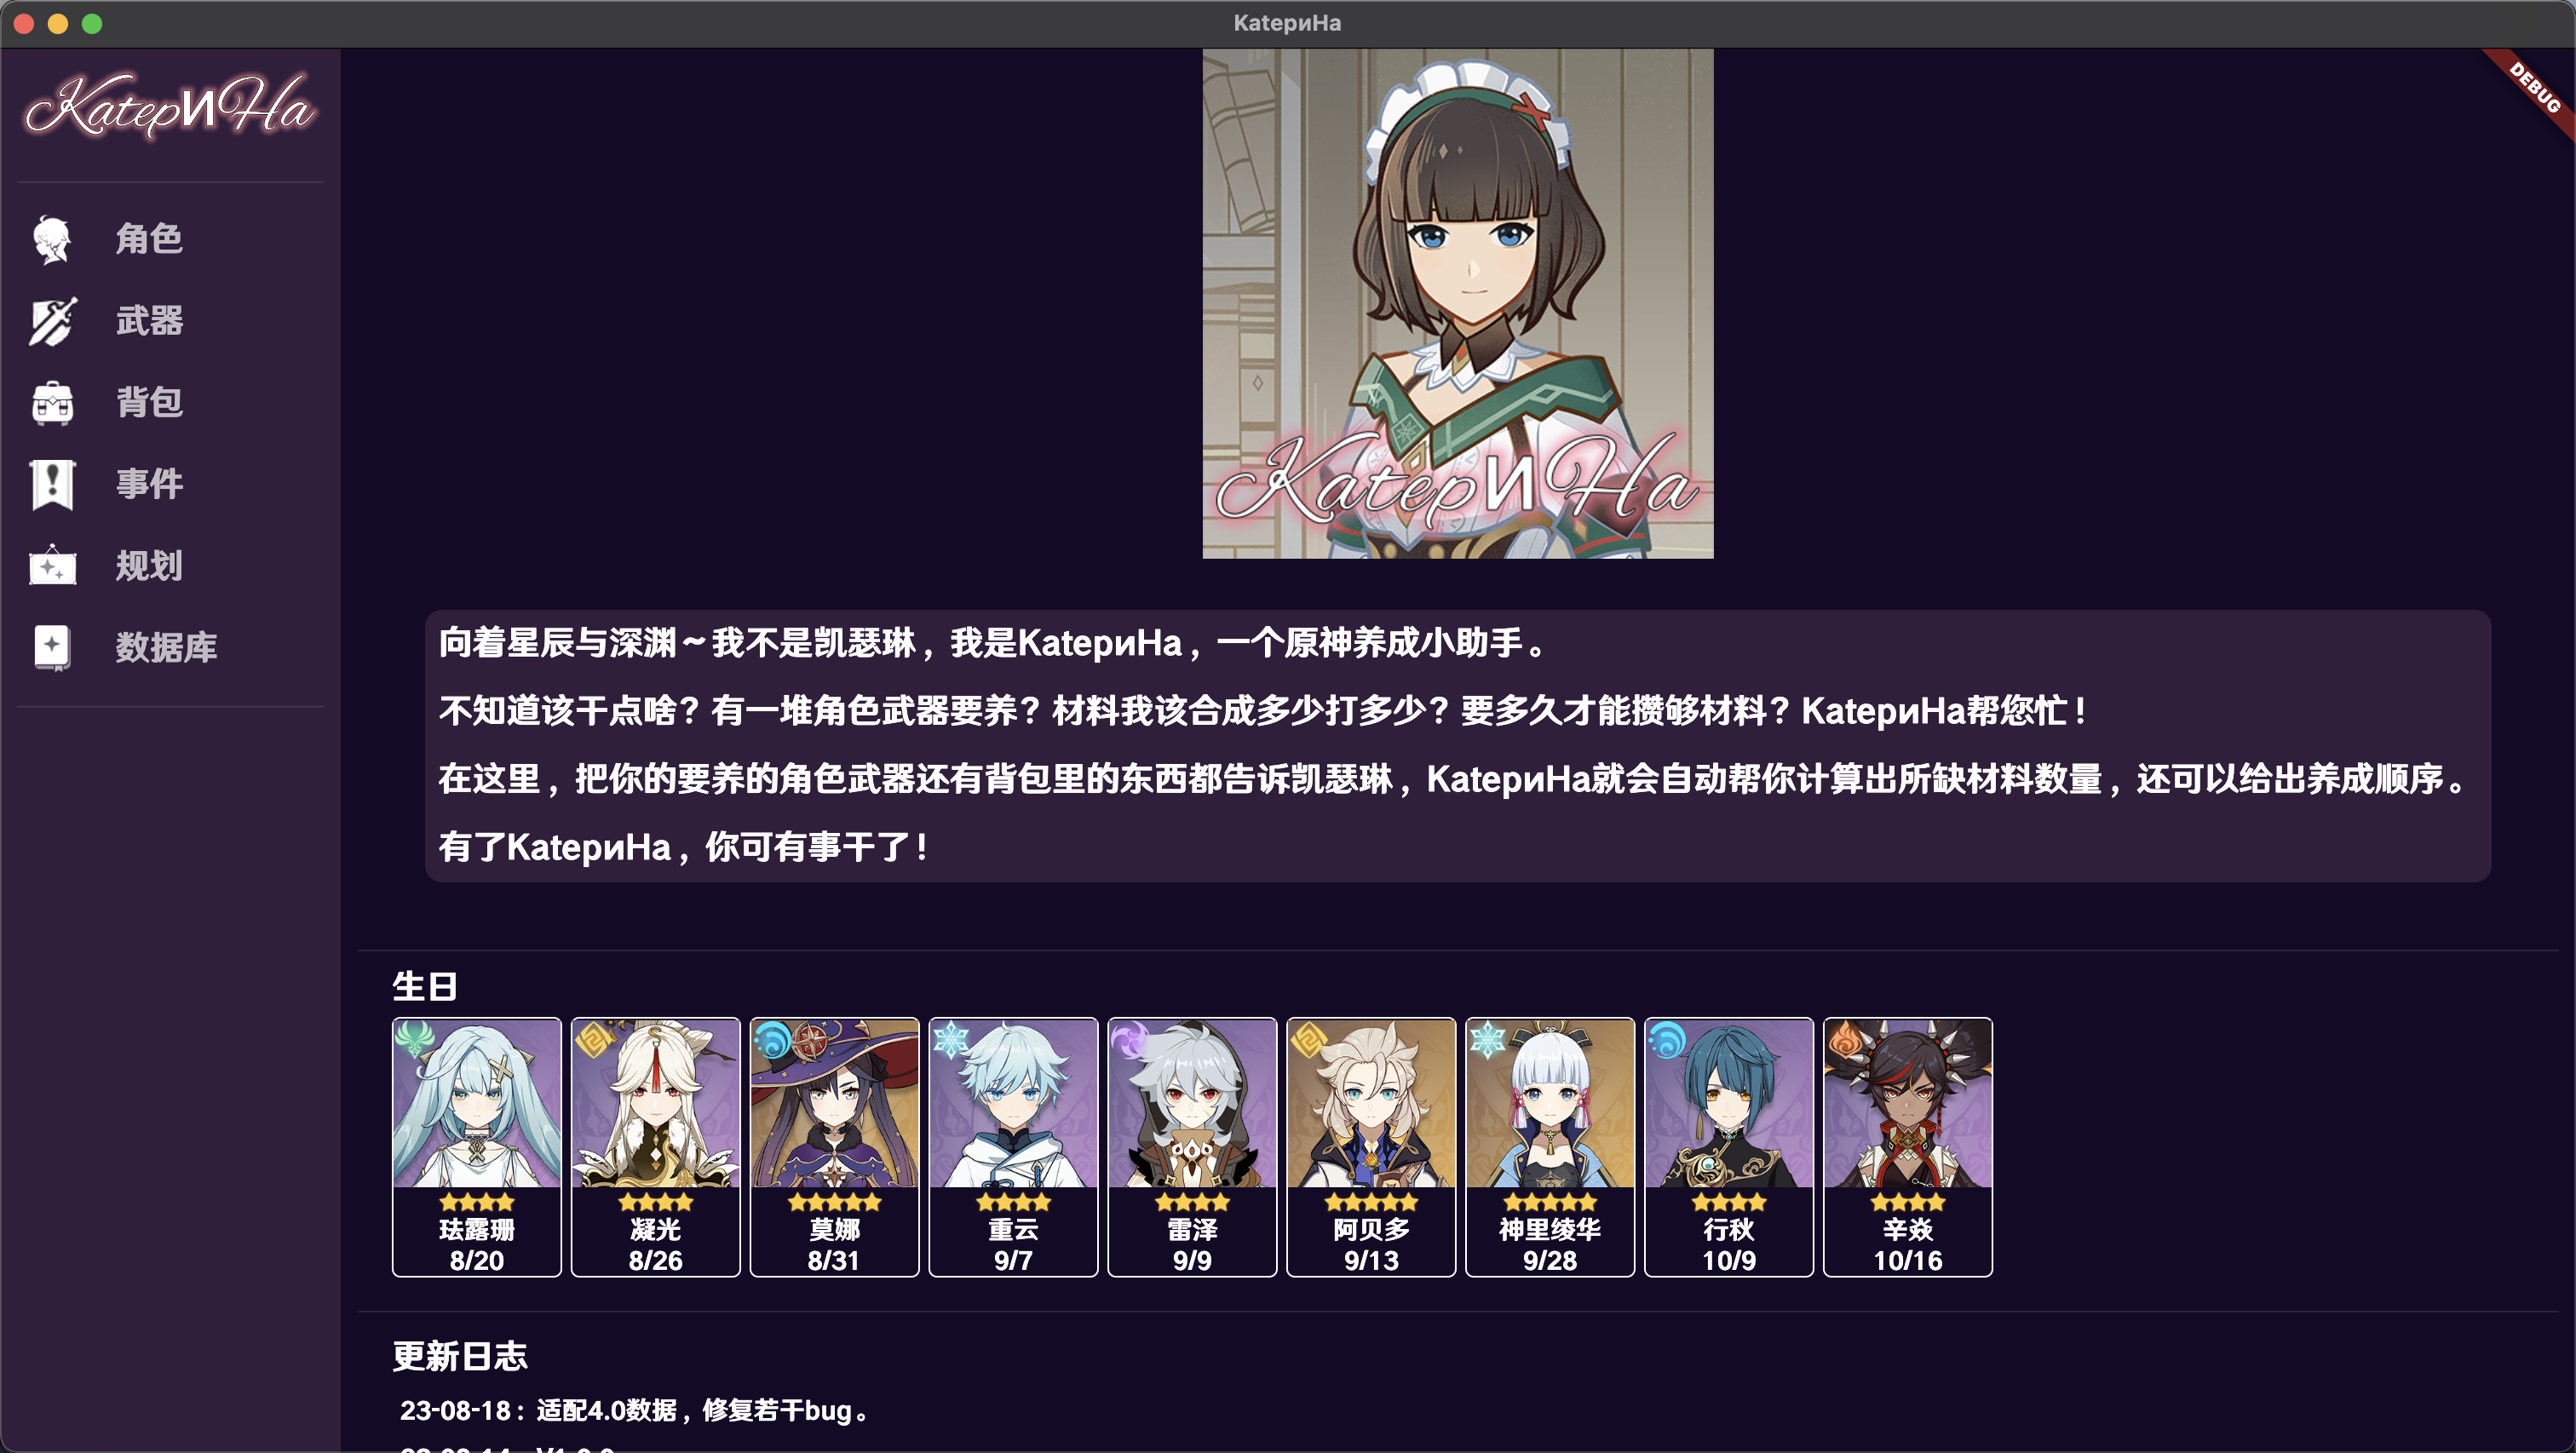 KatepиHa
KatepИHa
DEBUG
角色
武器
背包
事件
规划
数据库
KatepИHa
向着星辰与深渊～我不是凯瑟琳，我是KatepиHa，一个原神养成小助手。
不知道该干点啥？有一堆角色武器要养？材料我该合成多少打多少？要多久才能攒够材料？KatepиHa帮您忙！
在这里，把你的要养的角色武器还有背包里的东西都告诉凯瑟琳，KatepиHa就会自动帮你计算出所缺材料数量，还可以给出养成顺序。
有了KatepиHa，你可有事干了！
生日
珐露珊
8/20
凝光
8/26
莫娜
8/31
重云
9/7
雷泽
9/9
阿贝多
9/13
神里绫华
9/28
行秋
10/9
辛焱
10/16
更新日志
23-08-18：适配4.0数据，修复若干bug。